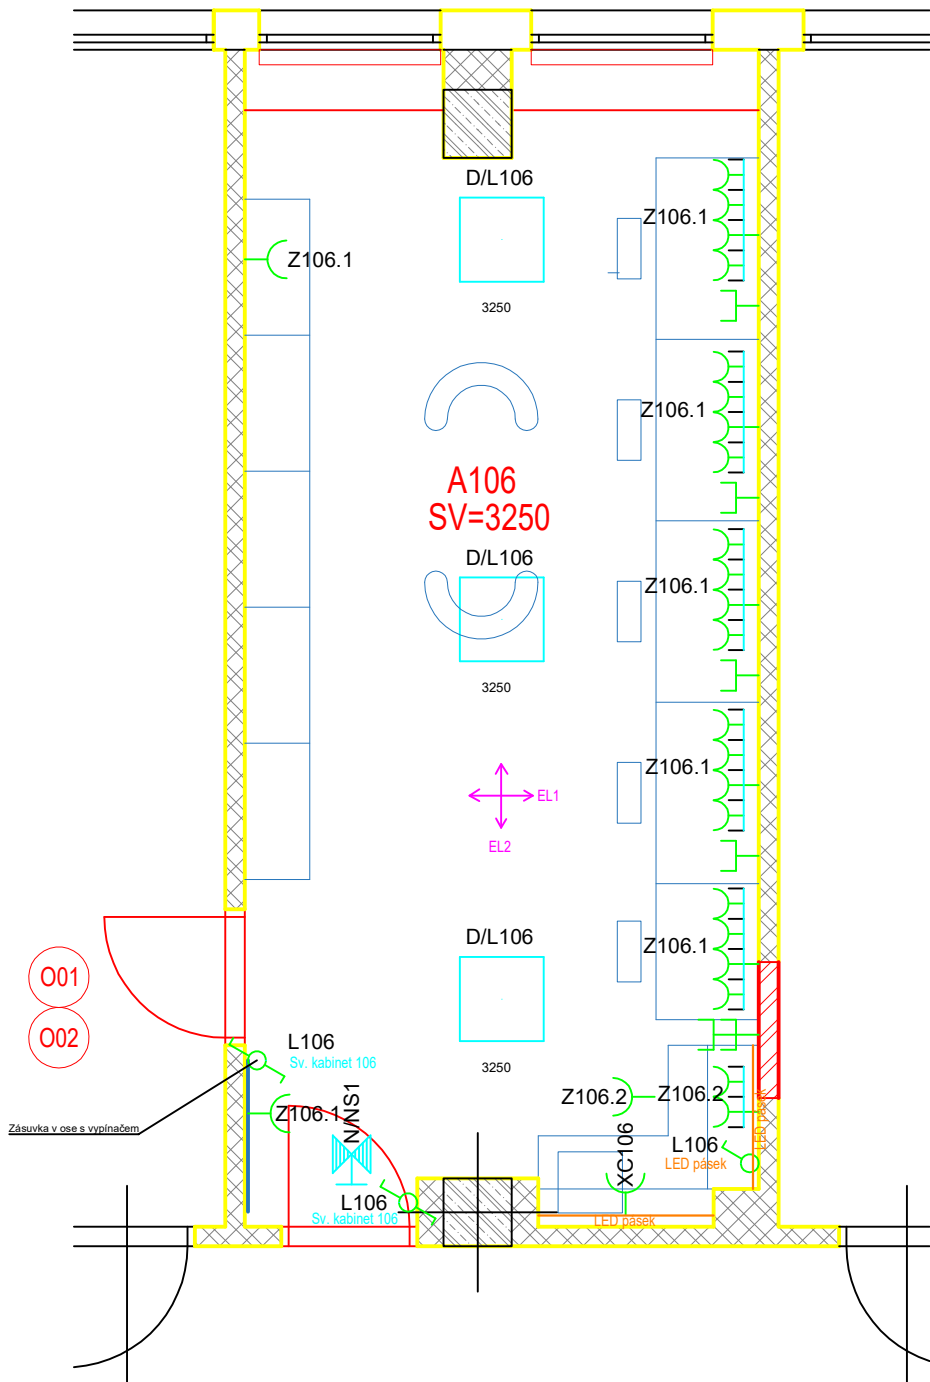 D/L106
Z106.1
Z106.1
3250
Z106.1
A106
SV=3250
D/L106
Z106.1
3250
Z106.1
EL1
EL2
D/L106
Z106.1
O01
O02
L106
Sv. kabinet 106
3250
Z106.1
N/NS1
Z106.2
Z106.2
Zásuvka v ose s vypínačem
LED pásek
L106
LED pásek
XC106
L106
Sv. kabinet 106
LED pásek